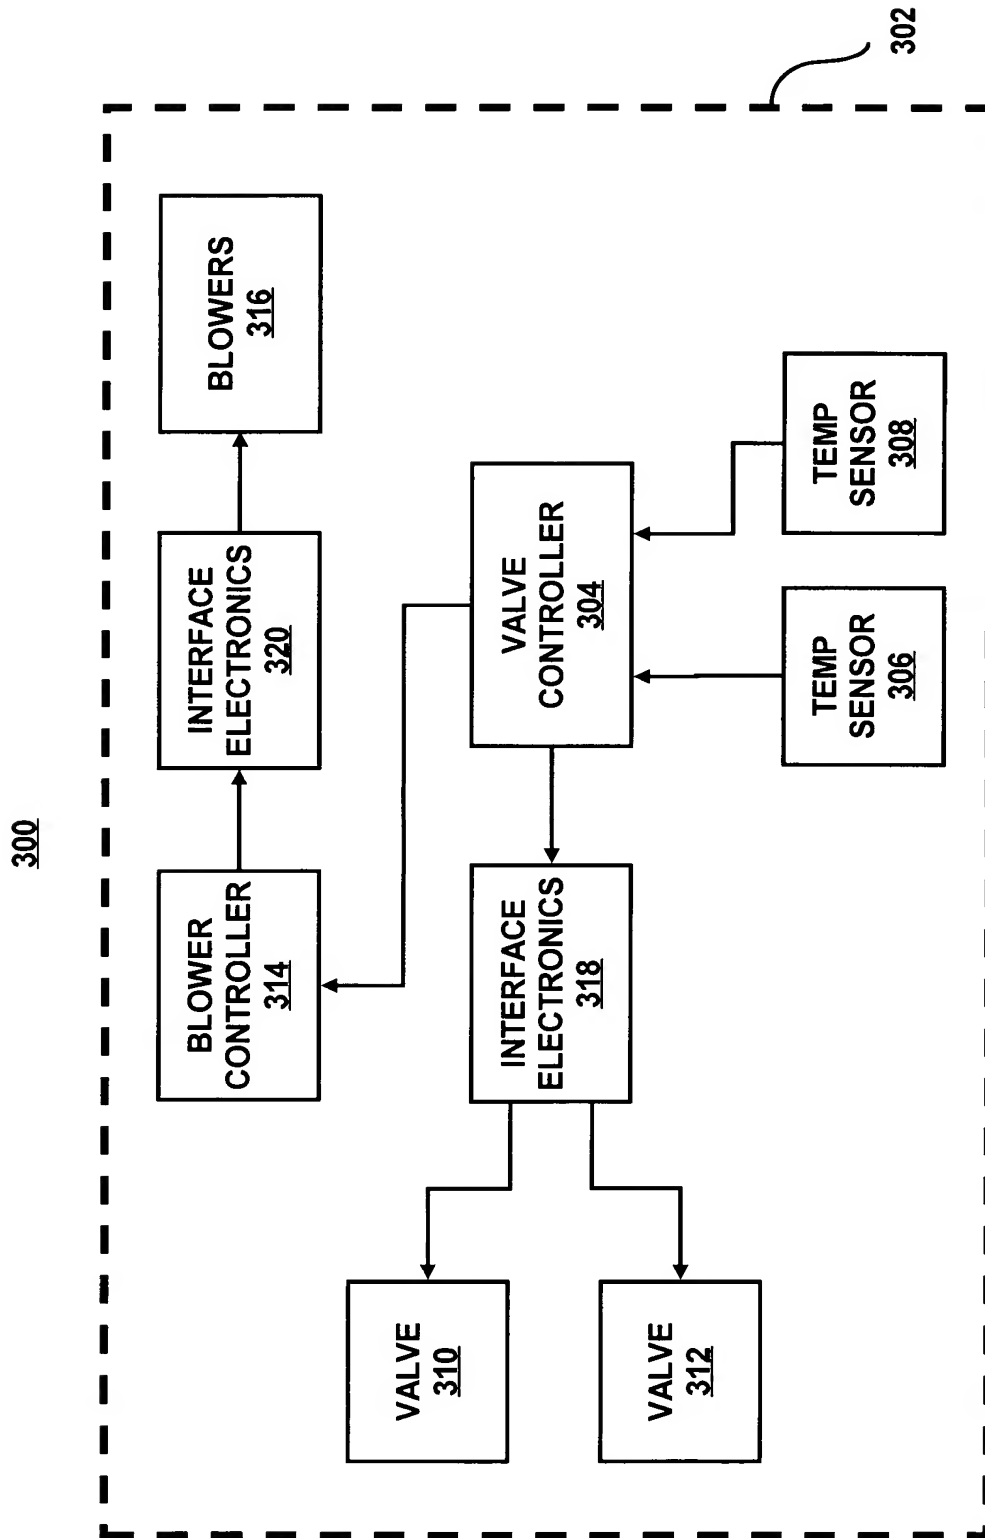 300
302
BLOWER
CONTROLLER
314
INTERFACE
ELECTRONICS
320
BLOWERS
316
VALVE
310
VALVE
312
INTERFACE
ELECTRONICS
318
VALVE
CONTROLLER
304
TEMP
SENSOR
306
TEMP
SENSOR
308